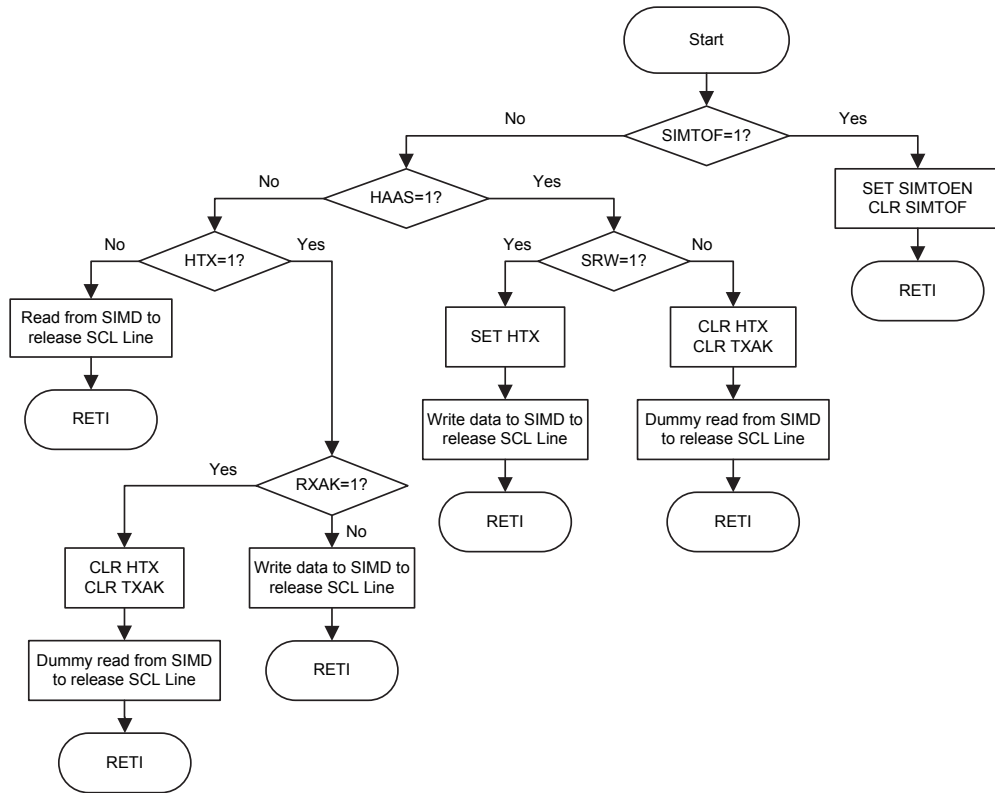 Start
SIMTOF=1?
No
Yes
SET SIMTOEN
CLR SIMTOF
RETI
HAAS=1?
No
Yes
HTX=1?
No
Yes
SRW=1?
Yes
No
Read from SIMD to
release SCL Line
RETI
SET HTX
Write data to SIMD to
release SCL Line
RETI
CLR HTX
CLR TXAK
Dummy read from SIMD
to release SCL Line
RETI
RXAK=1?
Yes
No
CLR HTX
CLR TXAK
Dummy read from SIMD
to release SCL Line
RETI
Write data to SIMD to
release SCL Line
RETI